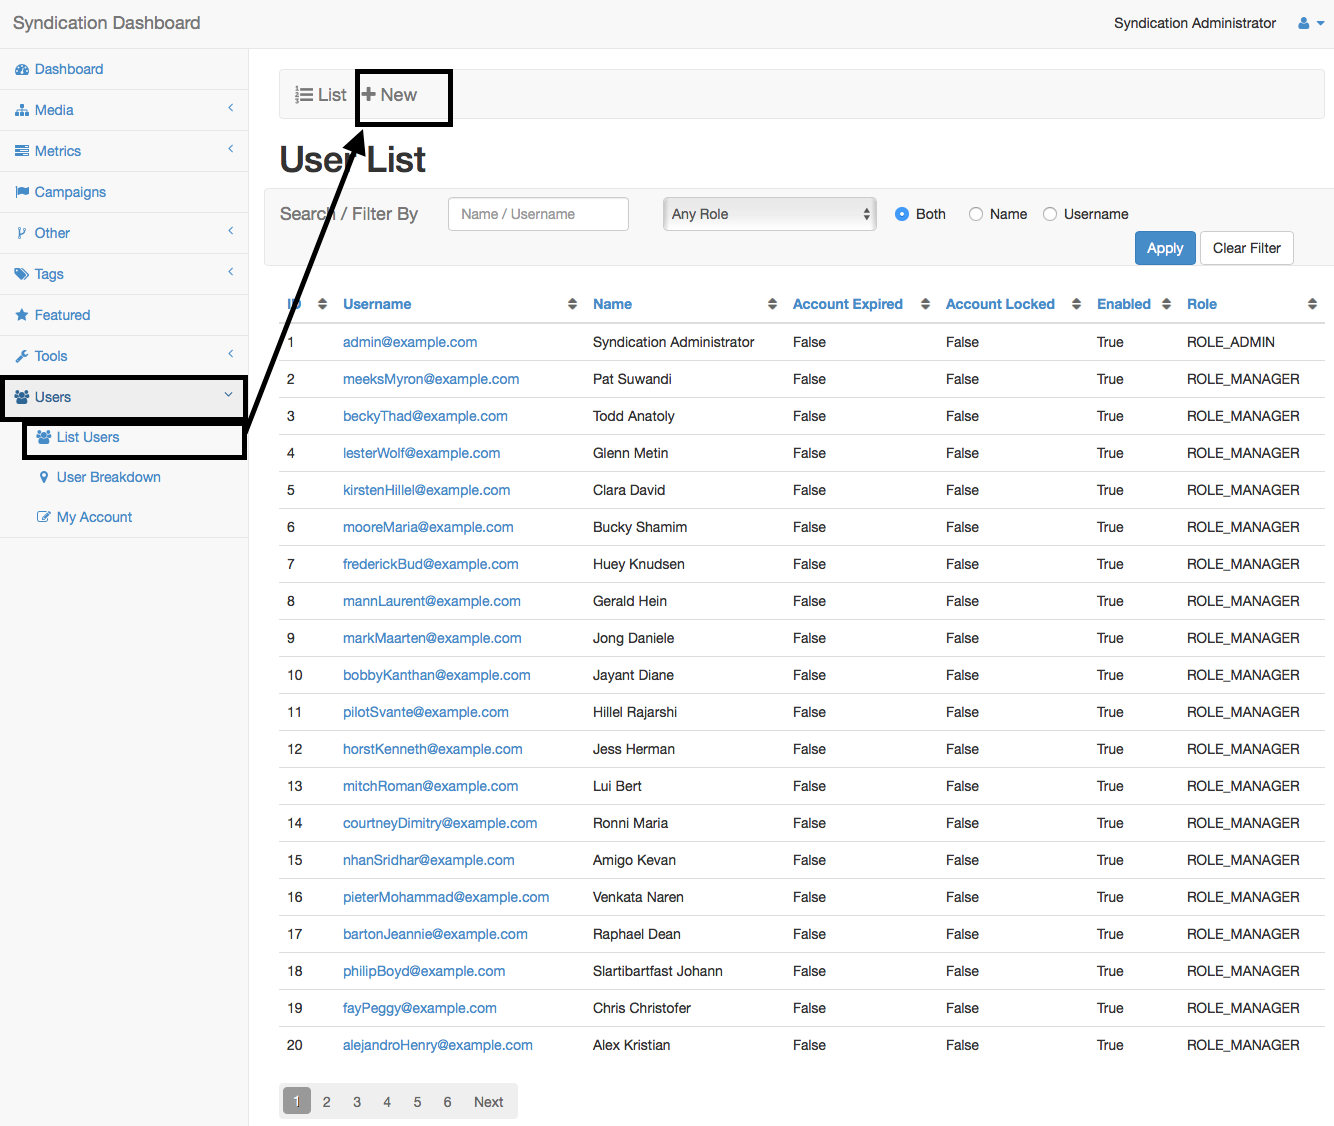 Syndication Dashboard
Syndication Administrator
Dashboard
Media
Metrics
Campaigns
Other
Tags
Featured
Tools
Users
List Users
User Breakdown
My Account
List New
User List
Search / Filter By Name / Username Any Role Both Name Username
Apply Clear Filter
ID Username Name Account Expired Account Locked Enabled Role
1 admin@example.com Syndication Administrator False False True ROLE_ADMIN
2 meeksMyron@example.com Pat Suwandi False False True ROLE_MANAGER
3 beckyThad@example.com Todd Anatoly False False True ROLE_MANAGER
4 lesterWolf@example.com Glenn Metin False False True ROLE_MANAGER
5 kirstenHillel@example.com Clara David False False True ROLE_MANAGER
6 mooreMaria@example.com Bucky Shamim False False True ROLE_MANAGER
7 frederickBud@example.com Huey Knudsen False False True ROLE_MANAGER
8 mannLaurent@example.com Gerald Hein False False True ROLE_MANAGER
9 markMaarten@example.com Jong Daniele False False True ROLE_MANAGER
10 bobbyKanthan@example.com Jayant Diane False False True ROLE_MANAGER
11 pilotSvante@example.com Hillel Rajarshi False False True ROLE_MANAGER
12 horstKenneth@example.com Jess Herman False False True ROLE_MANAGER
13 mitchRoman@example.com Lui Bert False False True ROLE_MANAGER
14 courtneyDimitry@example.com Ronni Maria False False True ROLE_MANAGER
15 nhanSridhar@example.com Amigo Kevan False False True ROLE_MANAGER
16 pieterMohammad@example.com Venkata Naren False False True ROLE_MANAGER
17 bartonJeannie@example.com Raphael Dean False False True ROLE_MANAGER
18 philipBoyd@example.com Slartibartfast Johann False False True ROLE_MANAGER
19 fayPeggy@example.com Chris Christofer False False True ROLE_MANAGER
20 alejandroHenry@example.com Alex Kristian False False True ROLE_MANAGER
1 2 3 4 5 6 Next